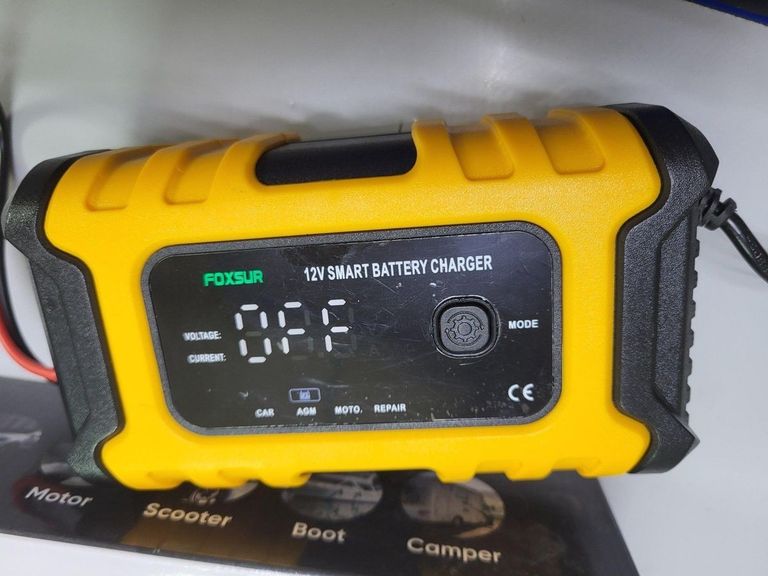 FOXSUR
12V SMART BATTERY CHARGER
VOLTAGE:
CURRENT:
OFF
MODE
CE
CAR AGM MOTO. REPAIR
Motor Scooter Boot Camper